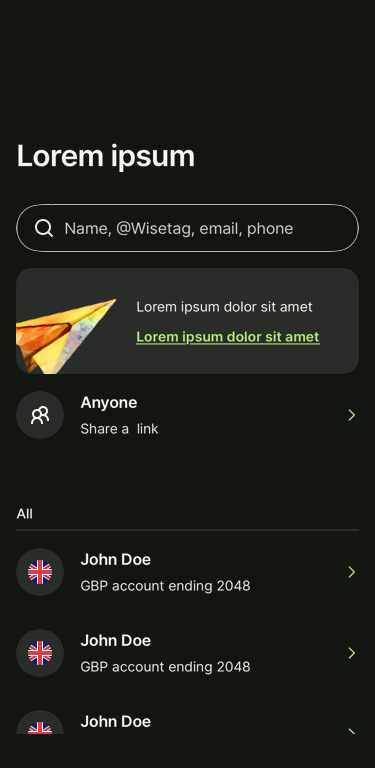 Lorem ipsum
Name, @Wisetag, email, phone
Lorem ipsum dolor sit amet
Lorem ipsum dolor sit amet
Anyone
Share a  link
All
John Doe
GBP account ending 2048
John Doe
GBP account ending 2048
John Doe